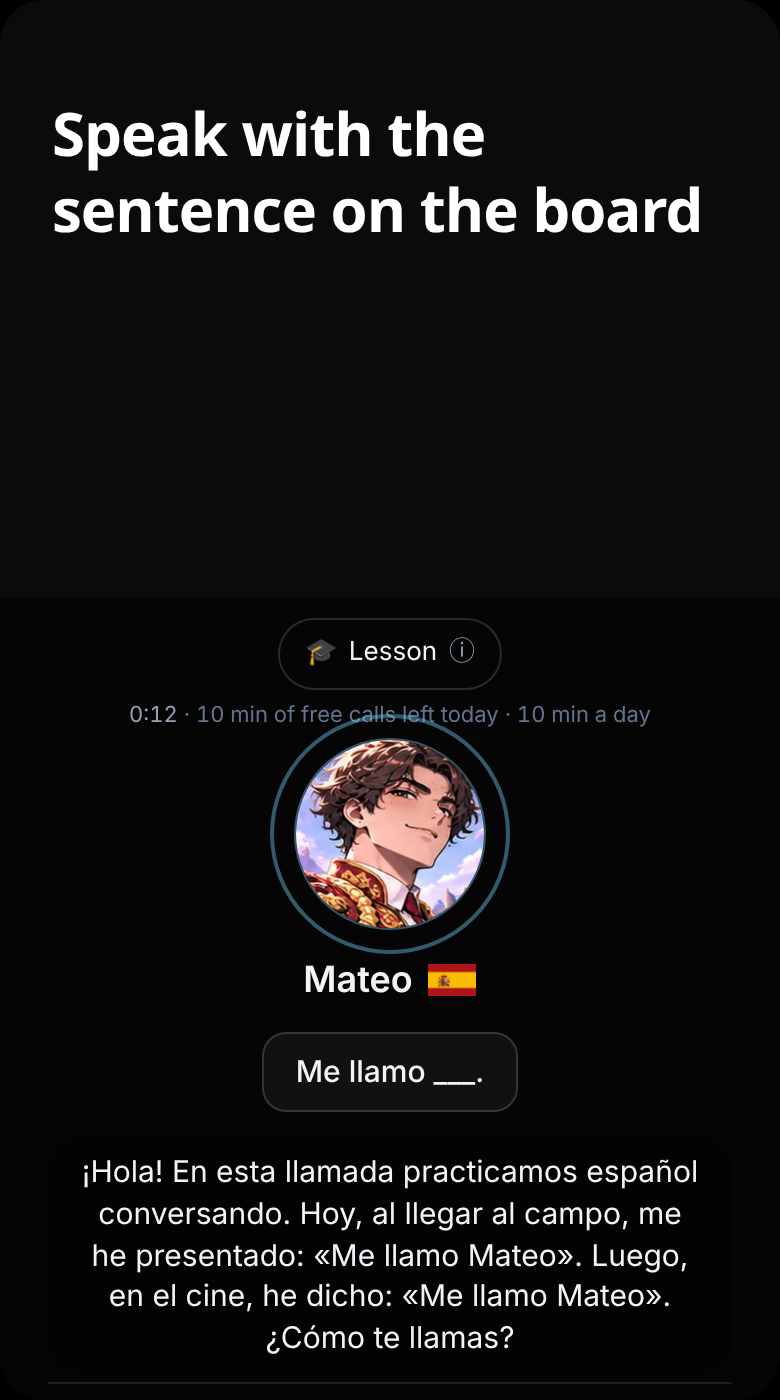 Speak with the
sentence on the board
🎓 Lesson ⓘ
0:12 · 10 min of free calls left today · 10 min a day
Mateo 🇪🇸
Me llamo ___.
¡Hola! En esta llamada practicamos español
conversando. Hoy, al llegar al campo, me
he presentado: «Me llamo Mateo». Luego,
en el cine, he dicho: «Me llamo Mateo».
¿Cómo te llamas?